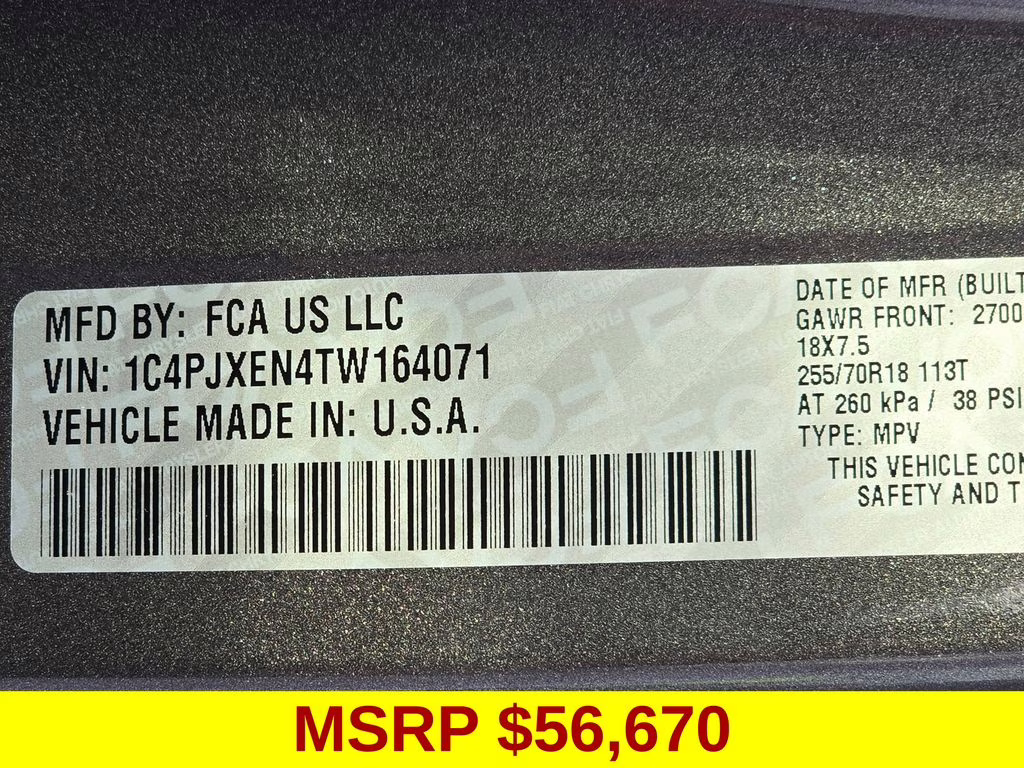 MFD BY: FCA US LLC
VIN: 1C4PJXEN4TW164071
VEHICLE MADE IN: U.S.A.
DATE OF MFR (BUILT
GAWR FRONT: 2700
18X7.5
255/70R18 113T
AT 260 kPa / 38 PSI
TYPE: MPV
THIS VEHICLE CON
SAFETY AND T
MSRP $56,670